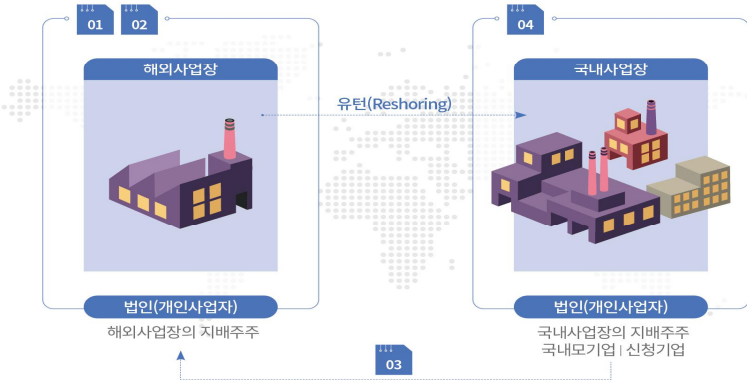 01 02
04
해외사업장
국내사업장
유턴(Reshoring)
법인(개인사업자)
해외사업장의 지배주주
법인(개인사업자)
국내사업장의 지배주주
국내모기업 | 신청기업
03